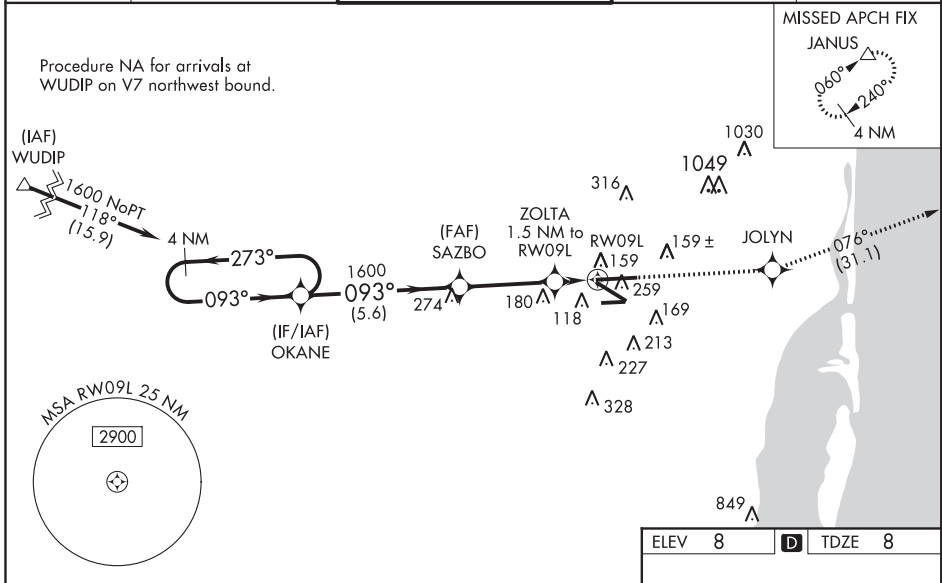 MISSED APCH FIX
JANUS
060°
240°
4 NM
Procedure NA for arrivals at
WUDIP on V7 northwest bound.
(IAF)
WUDIP
1600 NoPT
118°
(15.9)
4 NM
273°
093°
(IF/IAF)
OKANE
1600
093°
(5.6)
(FAF)
SAZBO
274
ZOLTA
1.5 NM to
RW09L
180
118
RW09L
159
259
316
1049
1030
159 ±
169
213
227
328
JOLYN
076°
(31.1)
849
MSA RW09L 25 NM
2900
ELEV 8 D TDZE 8